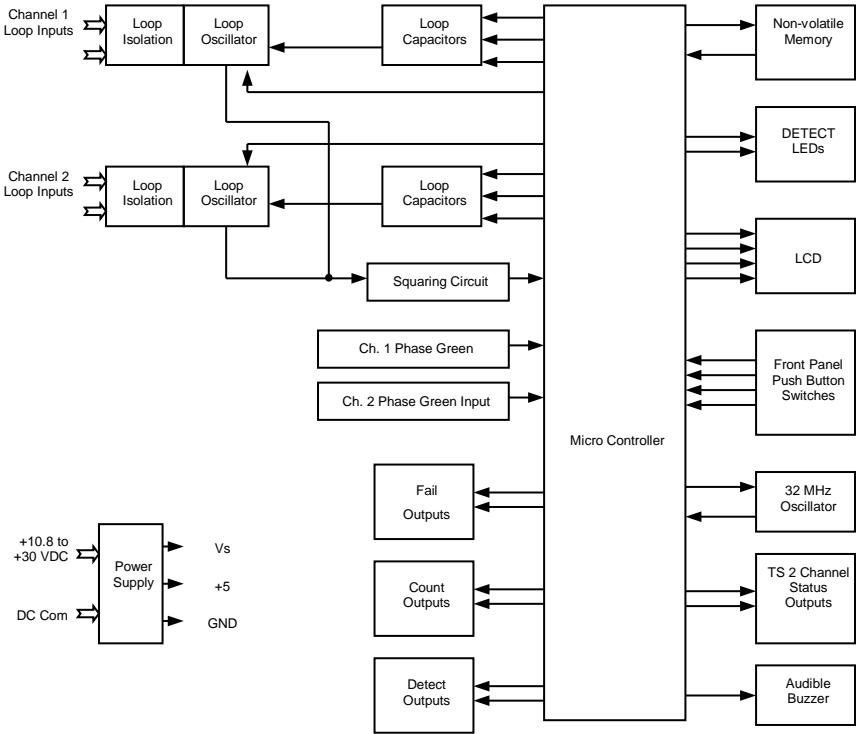 Channel 1
Loop Inputs
Loop
Isolation
Loop
Oscillator
Loop
Capacitors
Non-volatile
Memory
DETECT
LEDs
Channel 2
Loop Inputs
Loop
Isolation
Loop
Oscillator
Loop
Capacitors
LCD
Squaring Circuit
Ch. 1 Phase Green
Ch. 2 Phase Green Input
Front Panel
Push Button
Switches
Micro Controller
Fail
Outputs
32 MHz
Oscillator
+10.8 to
+30 VDC
DC Com
Power
Supply
Vs
+5
GND
Count
Outputs
TS 2 Channel
Status
Outputs
Detect
Outputs
Audible
Buzzer